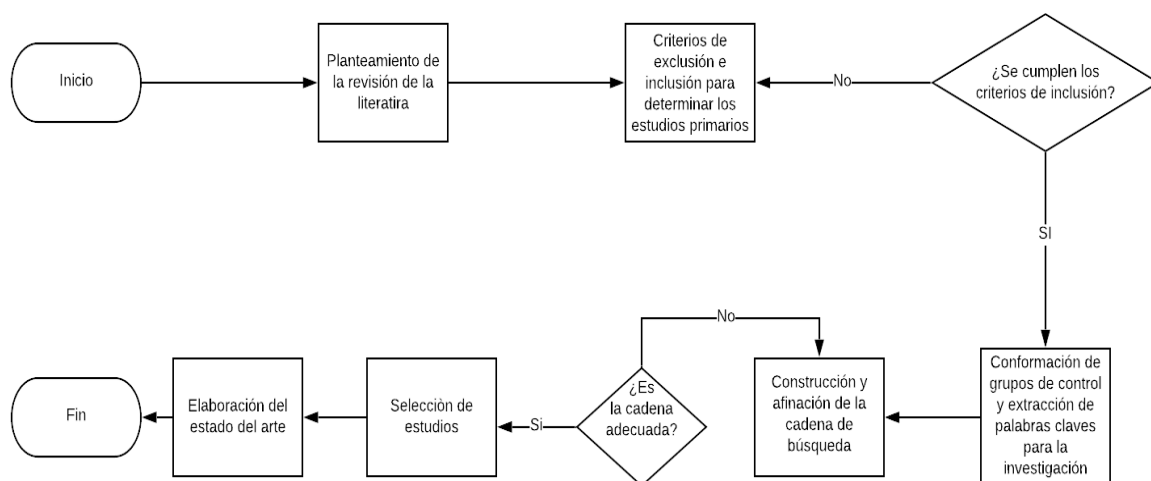 Inicio
Planteamiento de
la revisión de la
literatira
Criterios de
exclusión e
inclusión para
determinar los
estudios primarios
No
¿Se cumplen los
criterios de inclusión?
SI
No
Fin
Elaboración del
estado del arte
Selecciòn de
estudios
Si
¿Es
la cadena
adecuada?
Construcción y
afinación de la
cadena de
búsqueda
Conformación de
grupos de control
y extracción de
palabras claves
para la
investigación